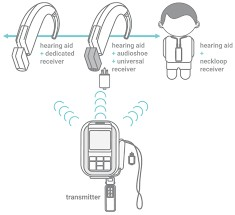 hearing aid
+ dedicated
receiver
hearing aid
+ audioshoe
+ universal
receiver
hearing aid
+
neckloop
receiver
transmitter